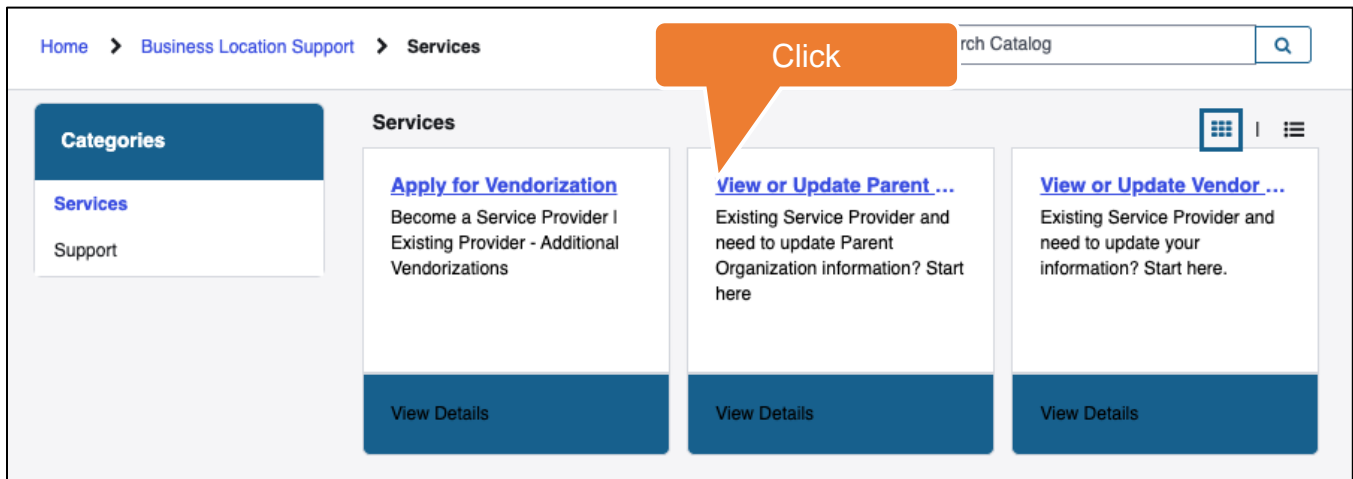 Home > Business Location Support > Services
Click
rch Catalog
Categories
Services
Support
Services
Apply for Vendorization
Become a Service Provider |
Existing Provider - Additional
Vendorizations
View Details
View or Update Parent ...
Existing Service Provider and
need to update Parent
Organization information? Start
here
View Details
View or Update Vendor ...
Existing Service Provider and
need to update your
information? Start here.
View Details